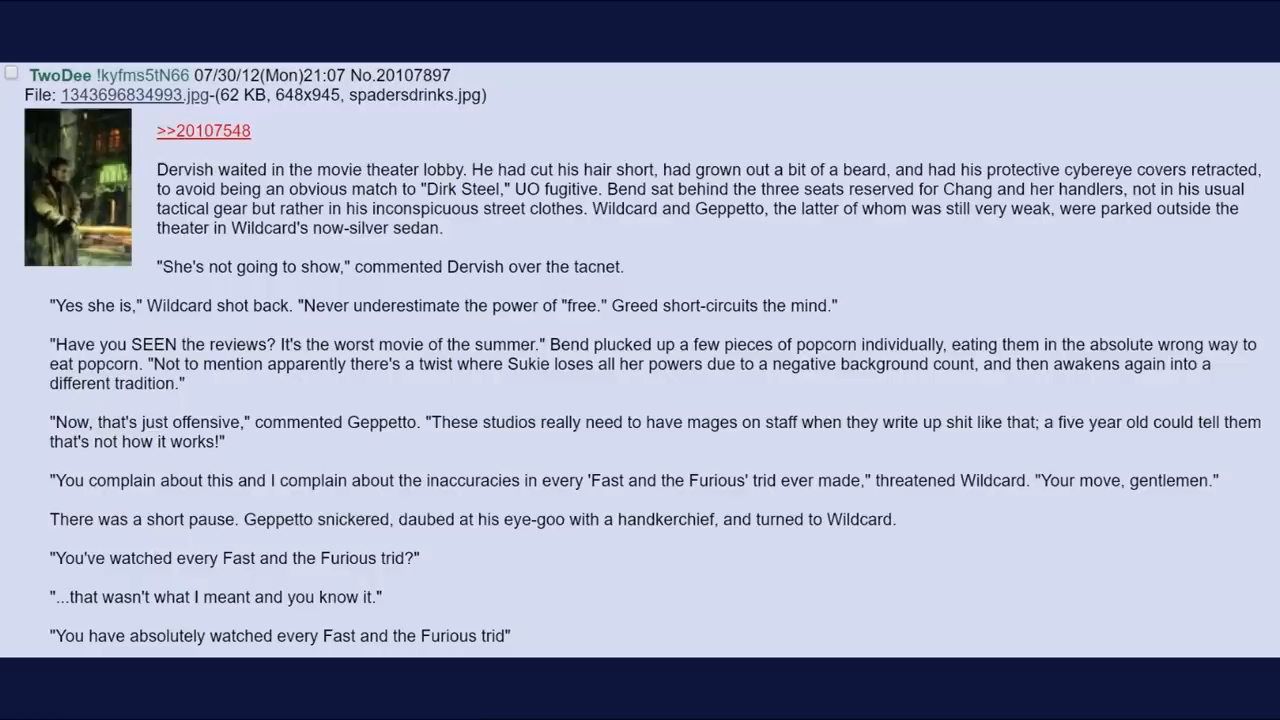 TwoDee !kyfms5tN66 07/30/12(Mon)21:07 No.20107897
File: 1343696834993.jpg-(62 KB, 648x945, spadersdrinks.jpg)
>>20107548
Dervish waited in the movie theater lobby. He had cut his hair short, had grown out a bit of a beard, and had his protective cybereye covers retracted,
to avoid being an obvious match to "Dirk Steel," UO fugitive. Bend sat behind the three seats reserved for Chang and her handlers, not in his usual
tactical gear but rather in his inconspicuous street clothes. Wildcard and Geppetto, the latter of whom was still very weak, were parked outside the
theater in Wildcard's now-silver sedan.
"She's not going to show," commented Dervish over the tacnet.
"Yes she is," Wildcard shot back. "Never underestimate the power of "free." Greed short-circuits the mind."
"Have you SEEN the reviews? It's the worst movie of the summer." Bend plucked up a few pieces of popcorn individually, eating them in the absolute wrong way to
eat popcorn. "Not to mention apparently there's a twist where Sukie loses all her powers due to a negative background count, and then awakens again into a
different tradition."
"Now, that's just offensive," commented Geppetto. "These studios really need to have mages on staff when they write up shit like that; a five year old could tell them
that's not how it works!"
"You complain about this and I complain about the inaccuracies in every 'Fast and the Furious' trid ever made," threatened Wildcard. "Your move, gentlemen."
There was a short pause. Geppetto snickered, daubed at his eye-goo with a handkerchief, and turned to Wildcard.
"You've watched every Fast and the Furious trid?"
"...that wasn't what I meant and you know it."
"You have absolutely watched every Fast and the Furious trid"